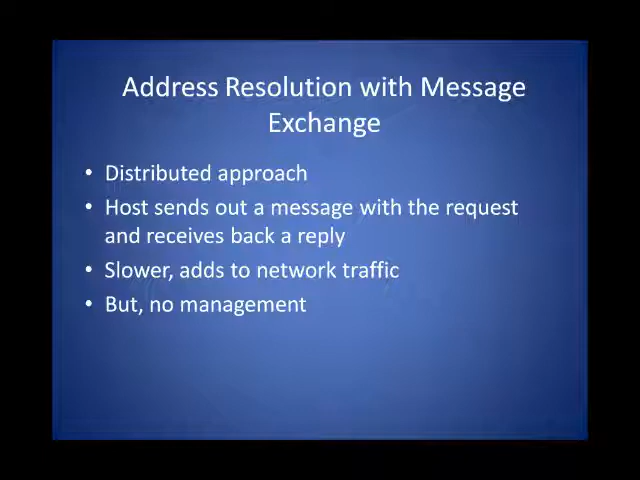 Address Resolution with Message
Exchange
• Distributed approach
• Host sends out a message with the request
and receives back a reply
• Slower, adds to network traffic
• But, no management